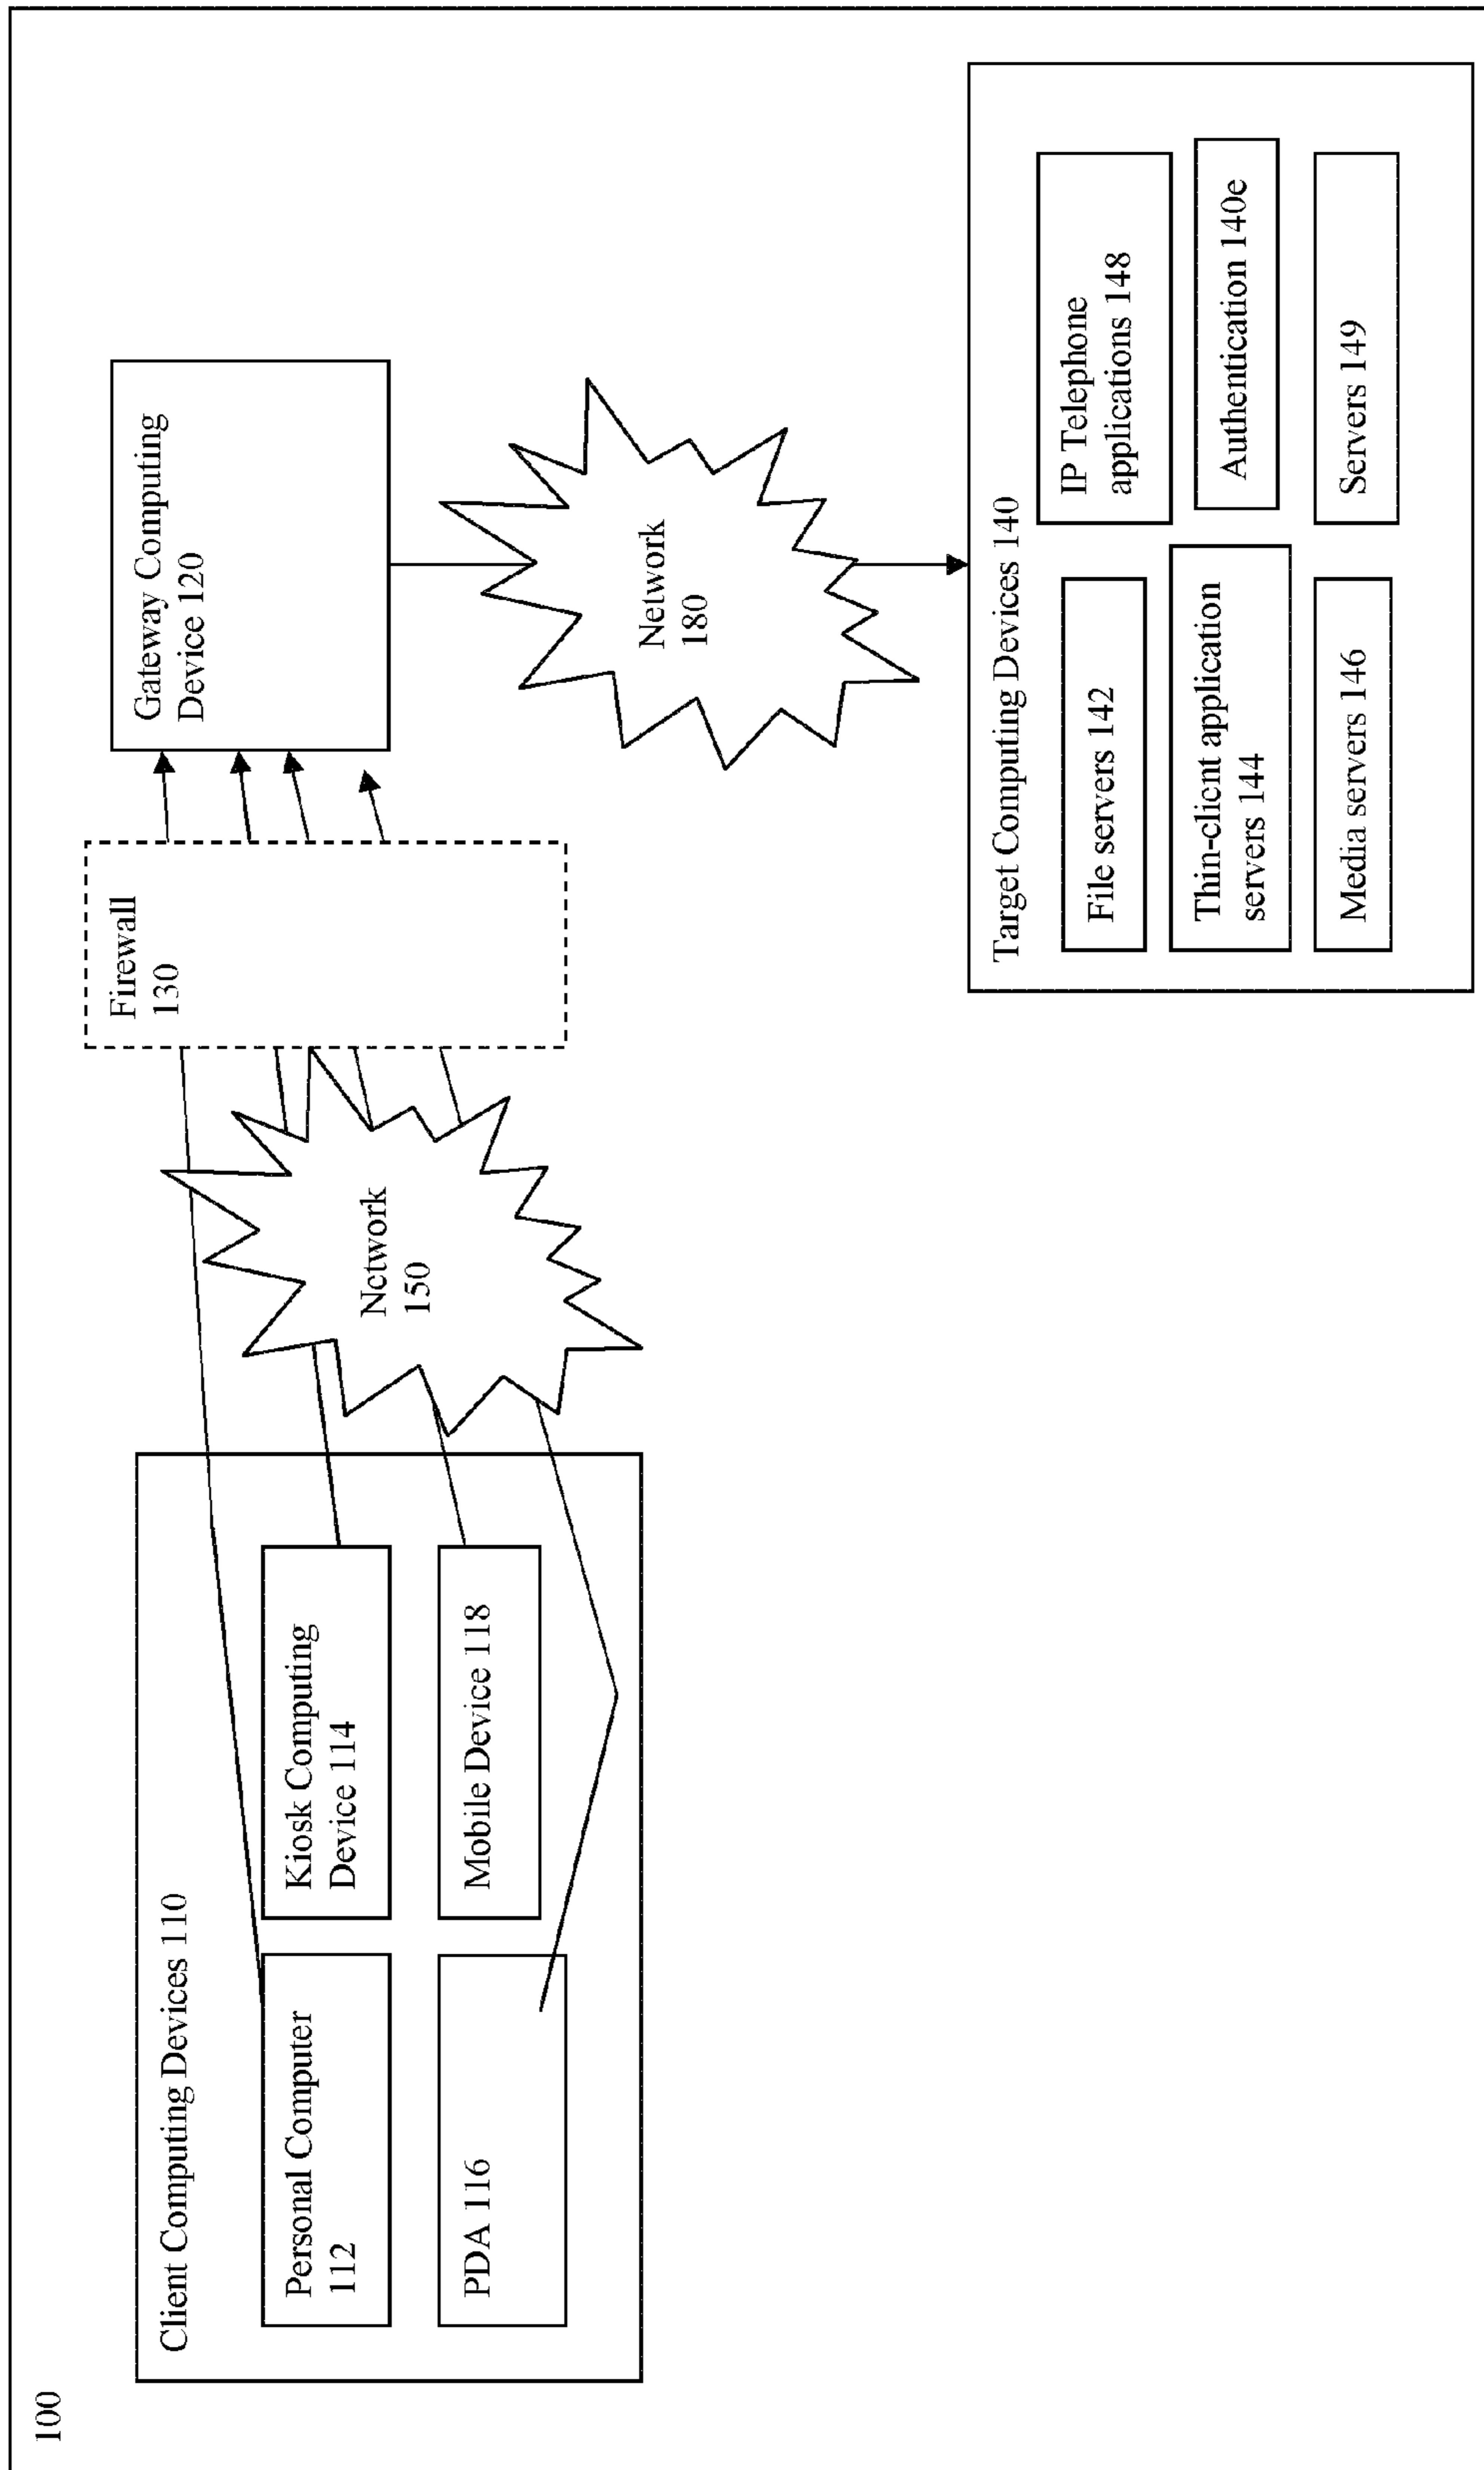 100
Client Computing Devices 110
Personal Computer
112
Kiosk Computing
Device 114
PDA 116
Mobile Device 118
Network
150
Firewall
130
Gateway Computing
Device 120
Network
180
Target Computing Devices 140
File servers 142
IP Telephone
applications 148
Thin-client application
servers 144
Authentication 140e
Media servers 146
Servers 149